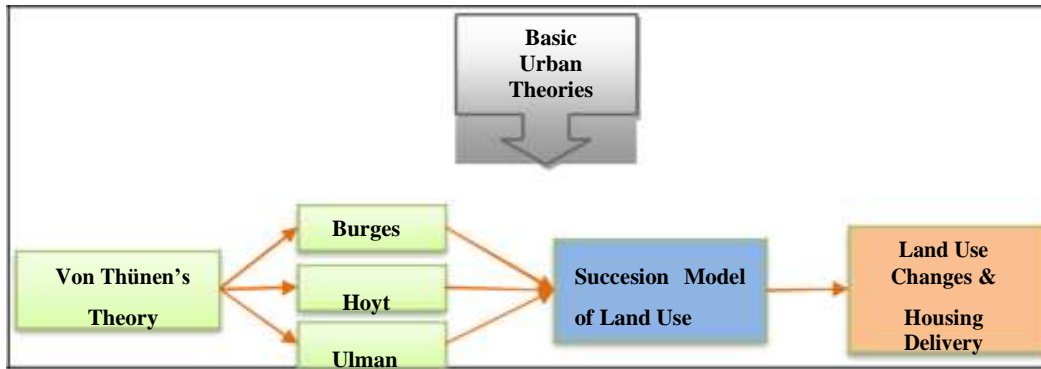 Basic
Urban
Theories
Von Thünen's
Theory
Burges
Hoyt
Ulman
Succesion Model
of Land Use
Land Use
Changes &
Housing
Delivery